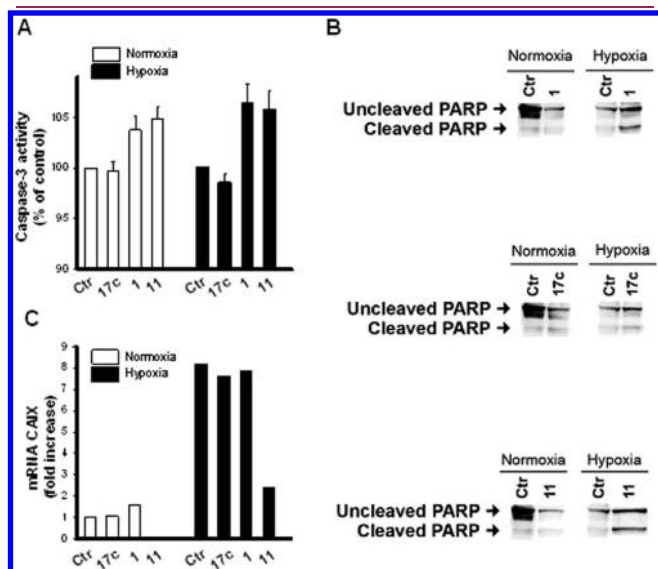 A
Normoxia
Hypoxia
Caspase-3 activity
(% of control)
105
100
95
90
Ctr 17c 1 11 Ctr 17c 1 11
B
Normoxia Hypoxia
Ctr 1 Ctr 1
Uncleaved PARP →
Cleaved PARP →
Normoxia Hypoxia
Ctr 17c Ctr 17c
Uncleaved PARP →
Cleaved PARP →
Normoxia Hypoxia
Ctr 11 Ctr 11
Uncleaved PARP →
Cleaved PARP →
C
Normoxia
Hypoxia
mRNA CAIX
(fold increase)
9
8
7
6
5
4
3
2
1
0
Ctr 17c 1 11 Ctr 17c 1 11